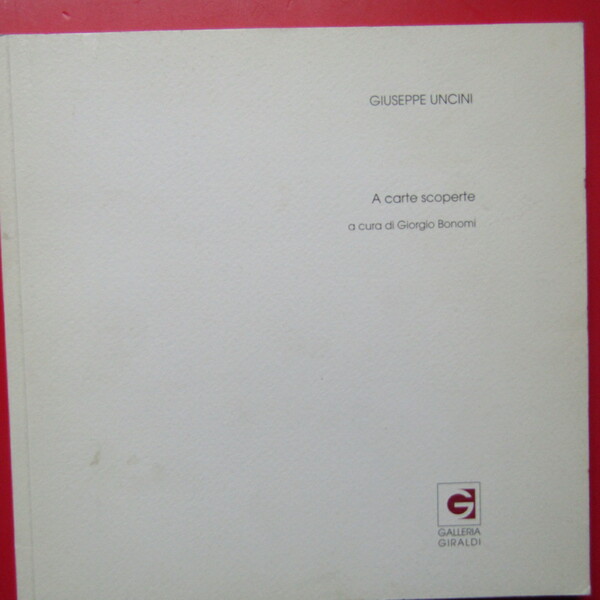 GIUSEPPE UNCINI
A carte scoperte
a cura di Giorgio Bonomi
G
GALLERIA
GIRALDI